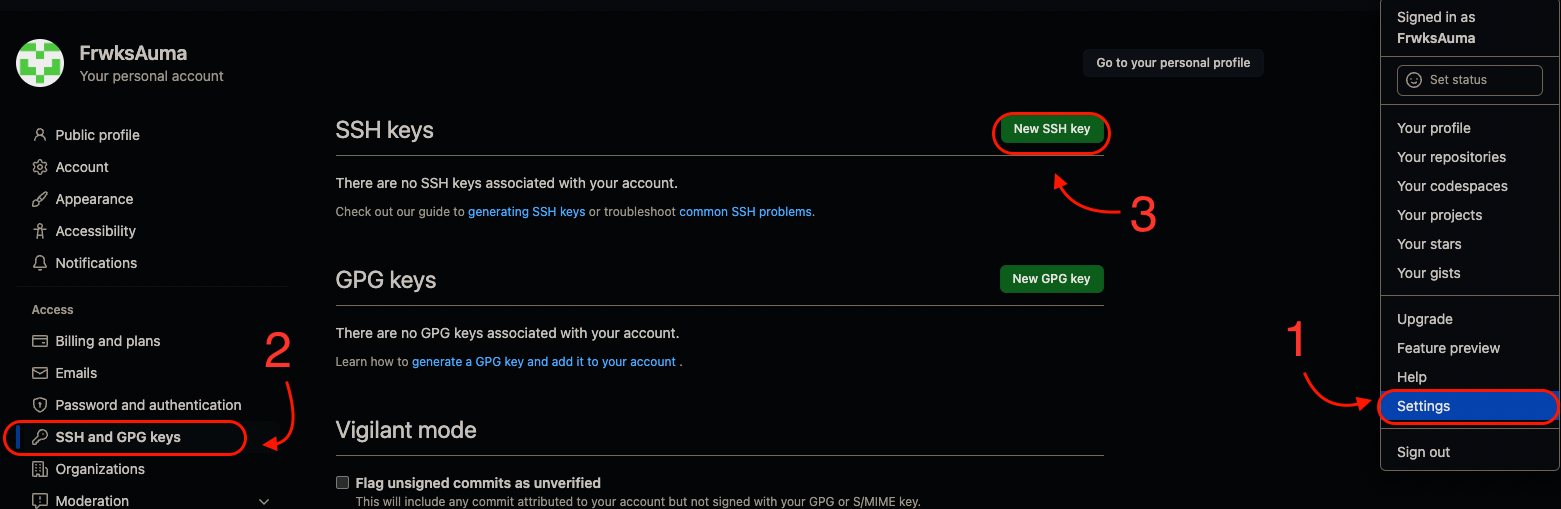 FrwksAuma
Your personal account
Go to your personal profile
Public profile
Account
Appearance
Accessibility
Notifications
Access
Billing and plans
Emails
Password and authentication
SSH and GPG keys
Organizations
Moderation
2
SSH keys
New SSH key
There are no SSH keys associated with your account.
Check out our guide to generating SSH keys or troubleshoot common SSH problems.
3
GPG keys
New GPG key
There are no GPG keys associated with your account.
Learn how to generate a GPG key and add it to your account .
Vigilant mode
Flag unsigned commits as unverified
This will include any commit attributed to your account but not signed with your GPG or S/MIME key.
Signed in as
FrwksAuma
Set status
Your profile
Your repositories
Your codespaces
Your projects
Your stars
Your gists
Upgrade
Feature preview
Help
1
Settings
Sign out